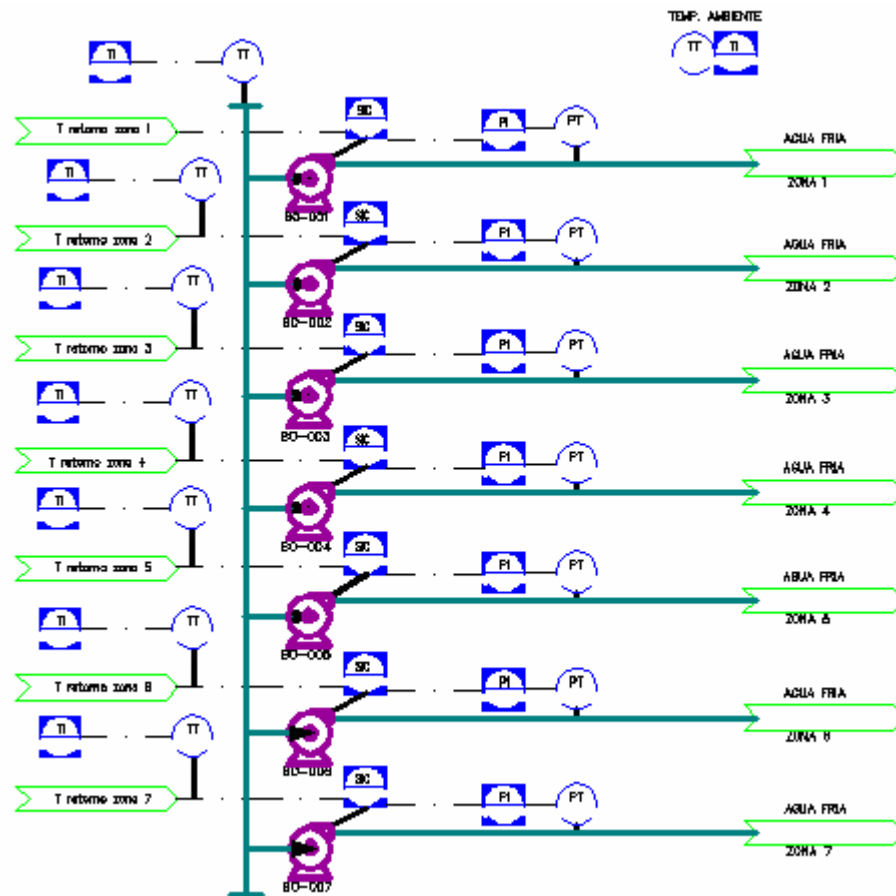 TEMP. AMBIENTE
TI TT TT TI
SIC PI PT
T retorno zona 1
AGUA FRIA
ZONA 1
BO-001
TI TT
SIC PI PT
T retorno zona 2
AGUA FRIA
ZONA 2
BO-002
TI TT
SIC PI PT
T retorno zona 3
AGUA FRIA
ZONA 3
BO-003
TI TT
SIC PI PT
T retorno zona 4
AGUA FRIA
ZONA 4
BO-004
TI TT
SIC PI PT
T retorno zona 5
AGUA FRIA
ZONA 5
BO-005
TI TT
SIC PI PT
T retorno zona 6
AGUA FRIA
ZONA 6
BO-006
TI TT
SIC PI PT
T retorno zona 7
AGUA FRIA
ZONA 7
BO-007